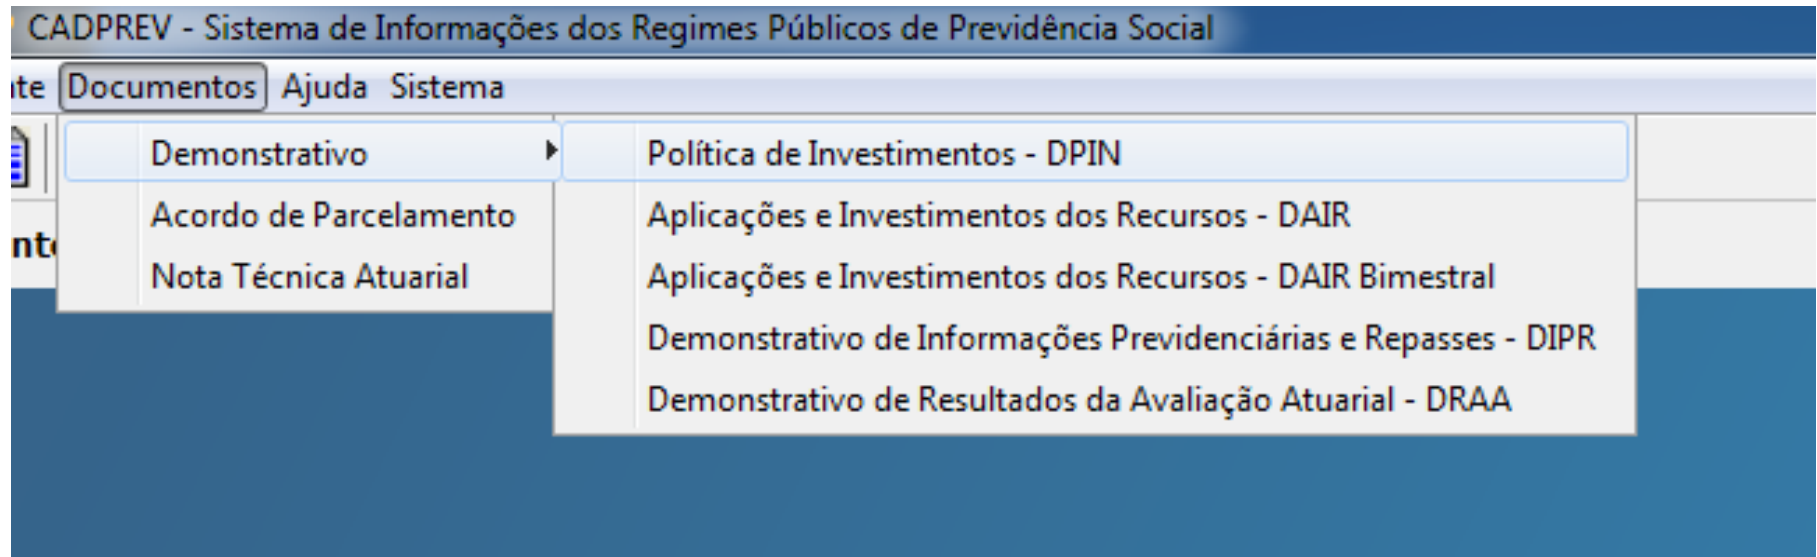 CADPREV - Sistema de Informações dos Regimes Públicos de Previdência Social
Documentos Ajuda Sistema
Demonstrativo
Política de Investimentos - DPIN
Acordo de Parcelamento
Aplicações e Investimentos dos Recursos - DAIR
Nota Técnica Atuarial
Aplicações e Investimentos dos Recursos - DAIR Bimestral
Demonstrativo de Informações Previdenciárias e Repasses - DIPR
Demonstrativo de Resultados da Avaliação Atuarial - DRAA